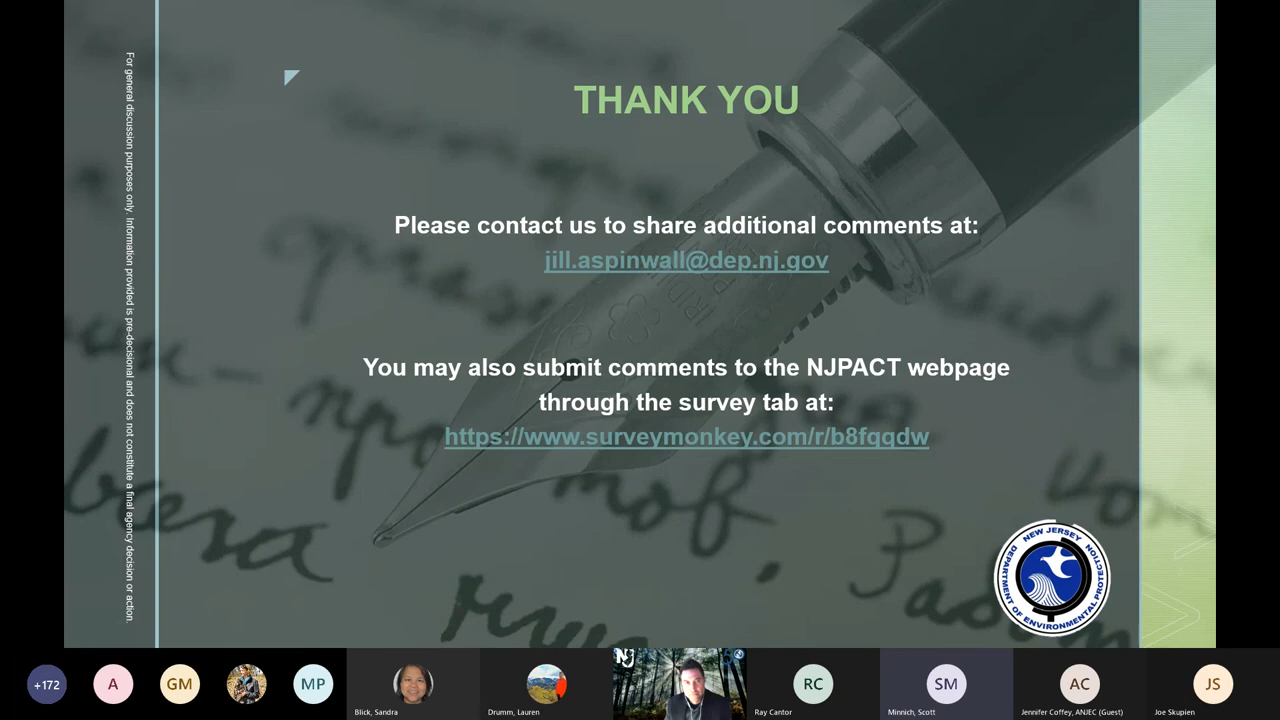 For general discussion purposes only. Information provided is pre-decisional and does not constitute a final agency decision or action.
THANK YOU
Please contact us to share additional comments at:
jill.aspinwall@dep.nj.gov
You may also submit comments to the NJPACT webpage
through the survey tab at:
https://www.surveymonkey.com/r/b8fqqdw
NEW JERSEY
DEPARTMENT OF ENVIRONMENTAL PROTECTION
+172
A
GM
MP
Blick, Sandra
Drumm, Lauren
NJ
RC
Ray Cantor
SM
Minnich, Scott
AC
Jennifer Coffey, ANJEC (Guest)
JS
Joe Skupien